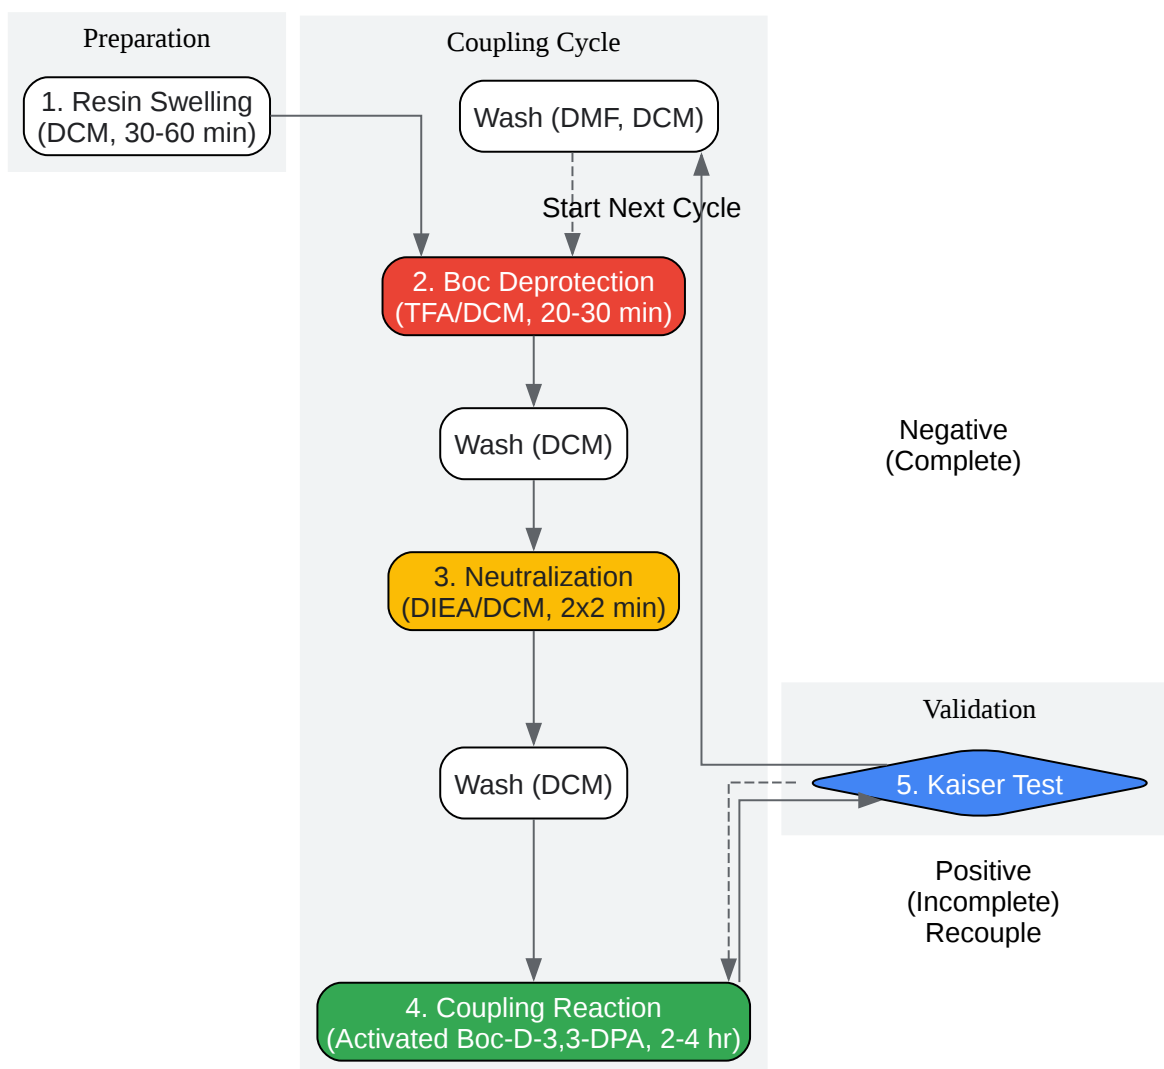 Preparation
1. Resin Swelling
(DCM, 30-60 min)
Coupling Cycle
Wash (DMF, DCM)
Start Next Cycle
2. Boc Deprotection
(TFA/DCM, 20-30 min)
Wash (DCM)
Negative
(Complete)
3. Neutralization
(DIEA/DCM, 2x2 min)
Wash (DCM)
Validation
5. Kaiser Test
Positive
(Incomplete)
Recouple
4. Coupling Reaction
(Activated Boc-D-3,3-DPA, 2-4 hr)